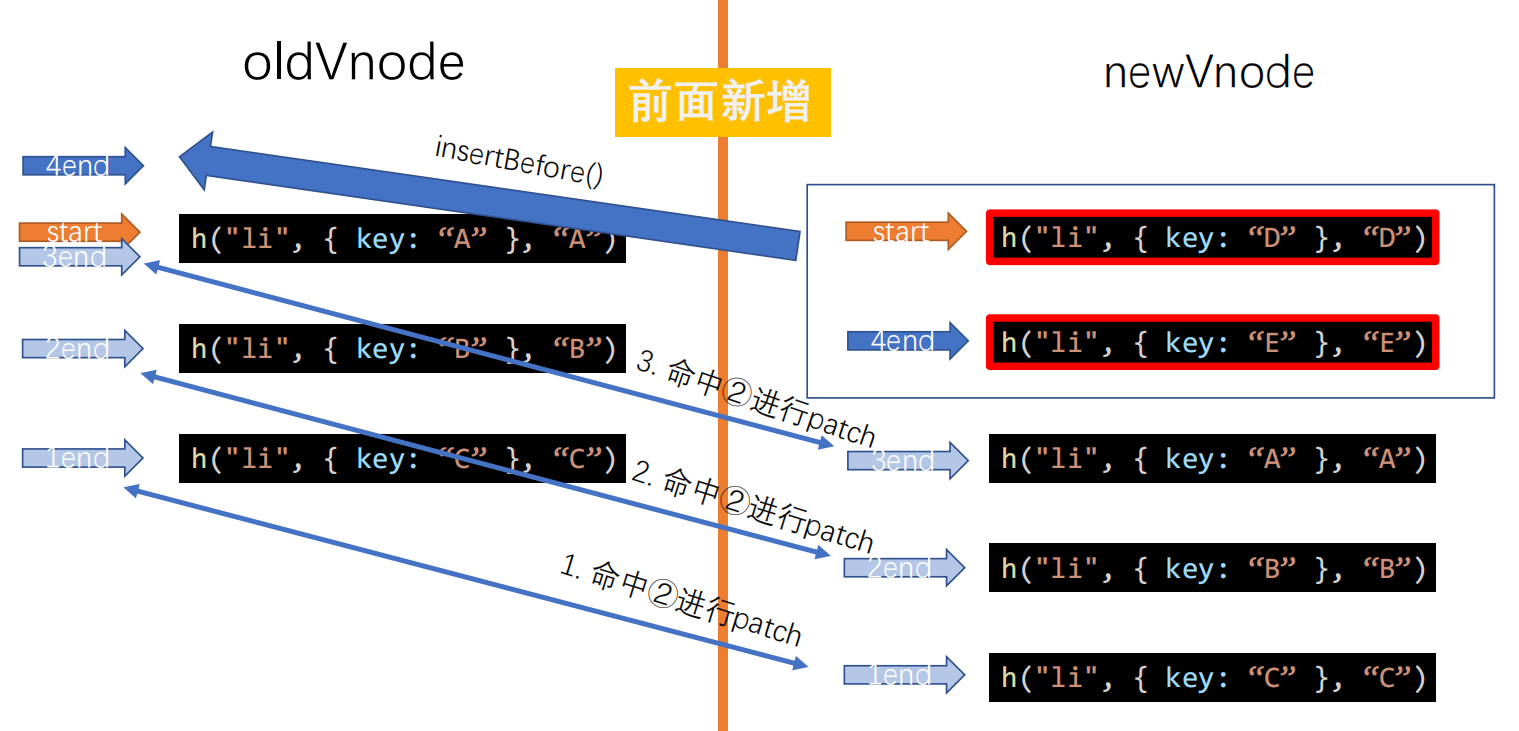 oldVnode
newVnode
前面新增
insertBefore()
4end
start
3end
h("li", { key: “A” }, “A”)
2end
h("li", { key: “B” }, “B”)
1end
h("li", { key: “C” }, “C”)
3. 命中②进行patch
2. 命中②进行patch
1. 命中②进行patch
start
h("li", { key: “D” }, “D”)
4end
h("li", { key: “E” }, “E”)
3end
h("li", { key: “A” }, “A”)
2end
h("li", { key: “B” }, “B”)
1end
h("li", { key: “C” }, “C”)